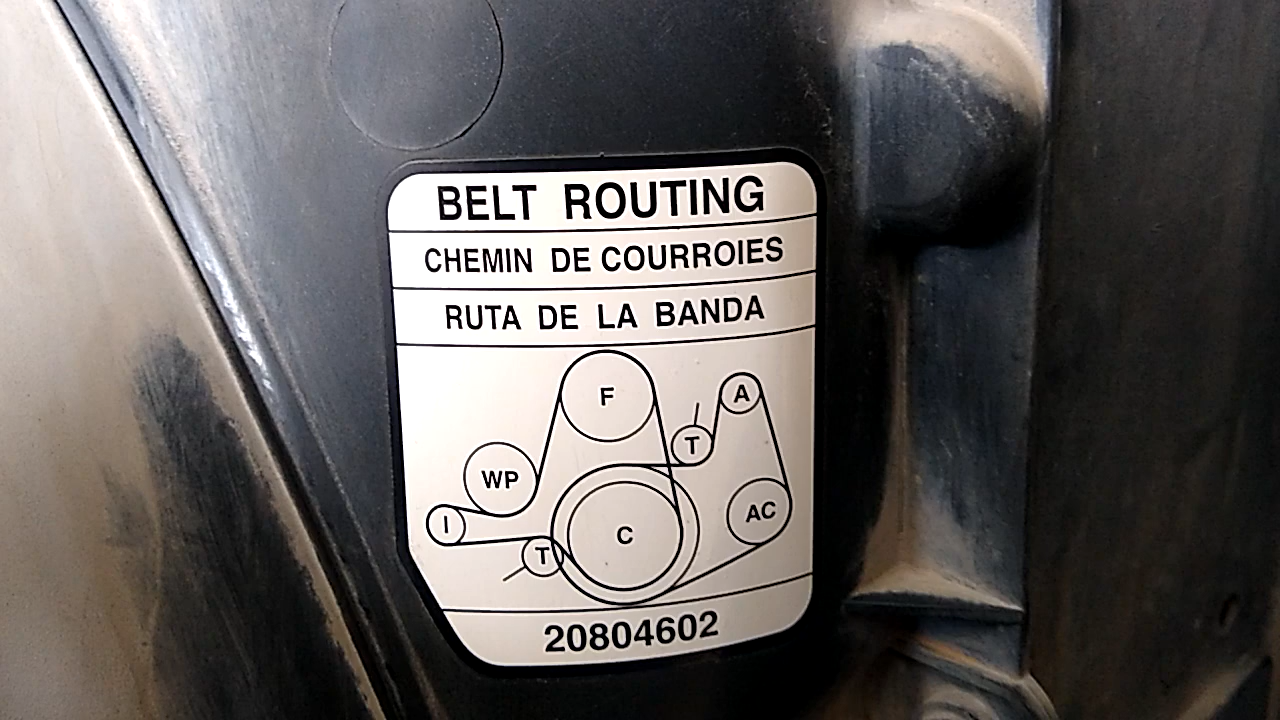 BELT ROUTING
CHEMIN DE COURROIES
RUTA DE LA BANDA
F
A
T
WP
AC
I
C
T
20804602